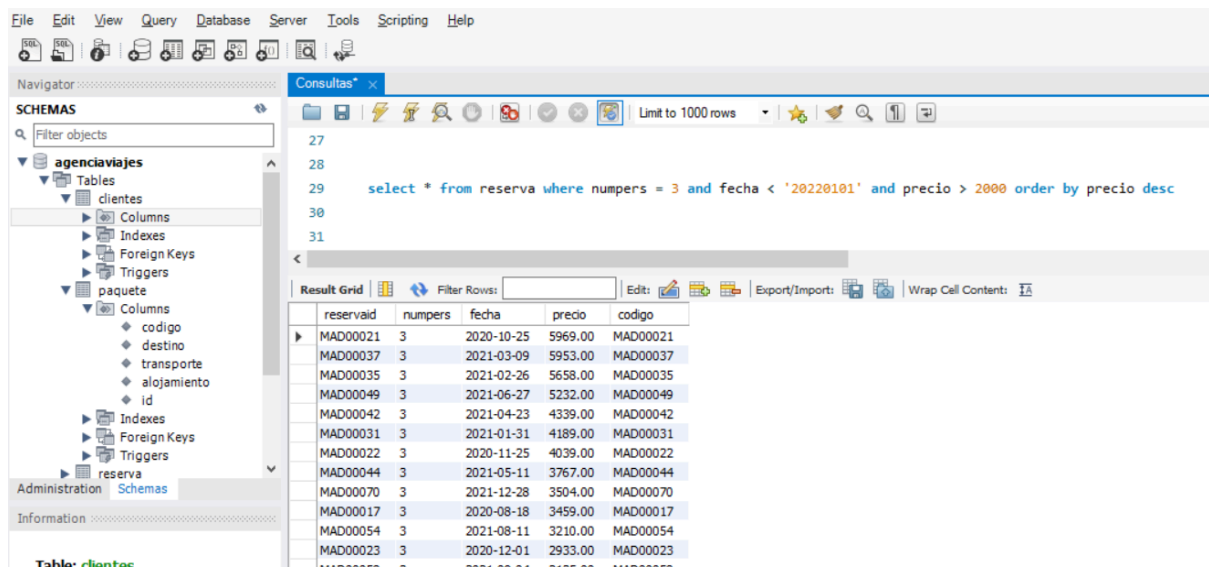 File Edit View Query Database Server Tools Scripting Help
Navigator
SCHEMAS
Filter objects
agenciaviajes
Tables
clientes
Columns
Indexes
Foreign Keys
Triggers
paquete
Columns
codigo
destino
transporte
alojamiento
id
Indexes
Foreign Keys
Triggers
reserva
Administration Schemas
Information
Table: clientes
Consultas*
Limit to 1000 rows
27
28
29 select * from reserva where numpers = 3 and fecha < '20220101' and precio > 2000 order by precio desc
30
31
Result Grid Filter Rows: Edit: Export/Import: Wrap Cell Content:
reservaid numpers fecha precio codigo
MAD00021 3 2020-10-25 5969.00 MAD00021
MAD00037 3 2021-03-09 5953.00 MAD00037
MAD00035 3 2021-02-26 5658.00 MAD00035
MAD00049 3 2021-06-27 5232.00 MAD00049
MAD00042 3 2021-04-23 4339.00 MAD00042
MAD00031 3 2021-01-31 4189.00 MAD00031
MAD00022 3 2020-11-25 4039.00 MAD00022
MAD00044 3 2021-05-11 3767.00 MAD00044
MAD00070 3 2021-12-28 3504.00 MAD00070
MAD00017 3 2020-08-18 3459.00 MAD00017
MAD00054 3 2021-08-11 3210.00 MAD00054
MAD00023 3 2020-12-01 2933.00 MAD00023